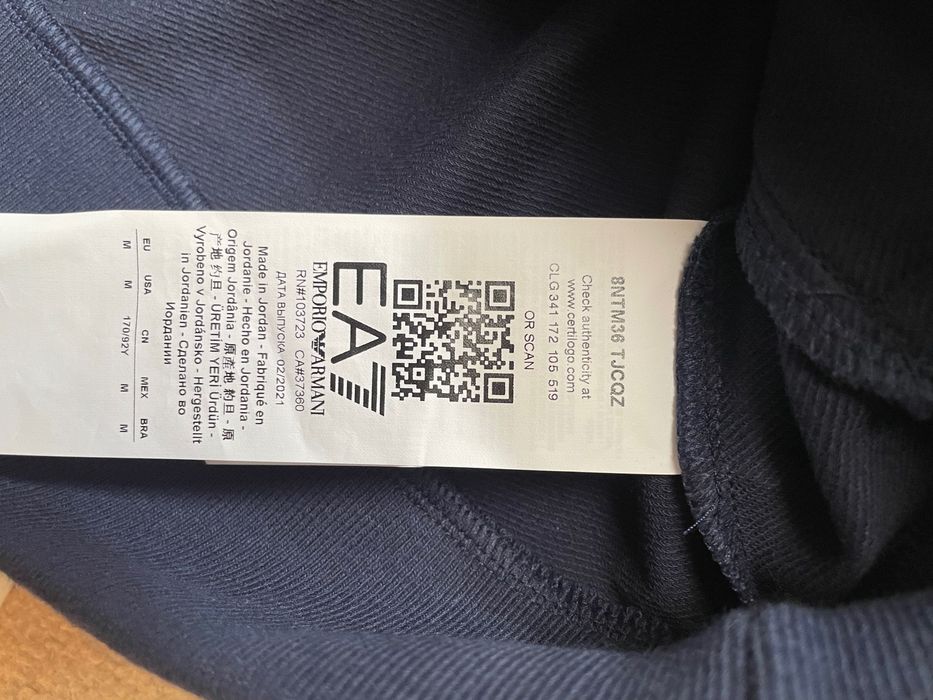 8NTM36 TJCQZ
Check authenticity at
www.certilogo.com
CLG 341 172 105 519
OR SCAN
EA7
EMPORIO ARMANI
RN#103723 CA#37360
ДАТА ВЫПУСКА 02/2021
Made in Jordan - Fabriqué en
Jordanie - Hecho en Jordania -
Origem Jordânia - 原產地 約旦 - 原
产地 约旦 - ÜRETİM YERİ Ürdün -
Vyrobeno v Jordánsko - Hergestellt
in Jordanien - Сделано во
Иордании
EU USA CN MEX BRA
M M 170/92Y M M